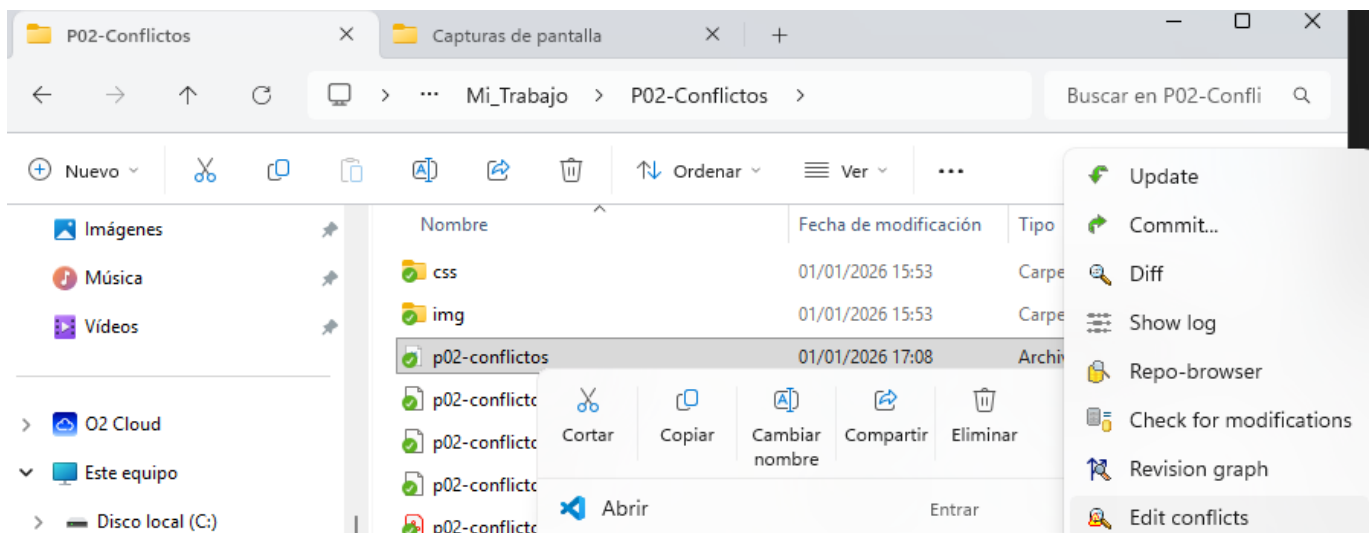 P02-Conflictos
Capturas de pantalla
Mi_Trabajo > P02-Conflictos >
Buscar en P02-Confli
Nuevo
Ordenar
Ver
Imágenes
Música
Vídeos
O2 Cloud
Este equipo
Disco local (C:)
Nombre Fecha de modificación Tipo
css 01/01/2026 15:53 Carpe
img 01/01/2026 15:53 Carpe
p02-conflictos 01/01/2026 17:08 Archiv
p02-conflicto
p02-conflicto
p02-conflicto
p02-conflicto
Cortar
Copiar
Cambiar
nombre
Compartir
Eliminar
Abrir Entrar
Update
Commit...
Diff
Show log
Repo-browser
Check for modifications
Revision graph
Edit conflicts